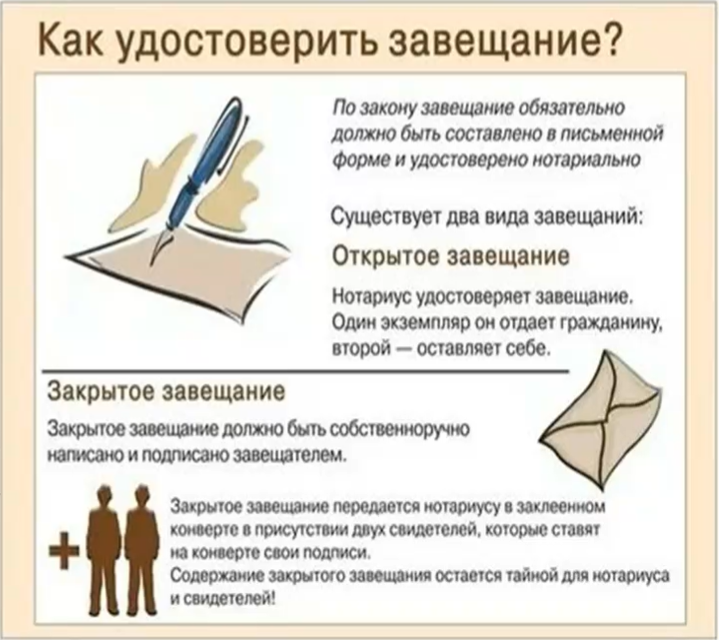 Как удостоверить завещание?
По закону завещание обязательно
должно быть составлено в письменной
форме и удостоверено нотариально
Существует два вида завещаний:
Открытое завещание
Нотариус удостоверяет завещание.
Один экземпляр он отдает гражданину,
второй — оставляет себе.
Закрытое завещание
Закрытое завещание должно быть собственноручно
написано и подписано завещателем.
Закрытое завещание передается нотариусу в заклеенном
конверте в присутствии двух свидетелей, которые ставят
на конверте свои подписи.
Содержание закрытого завещания остается тайной для нотариуса
и свидетелей!